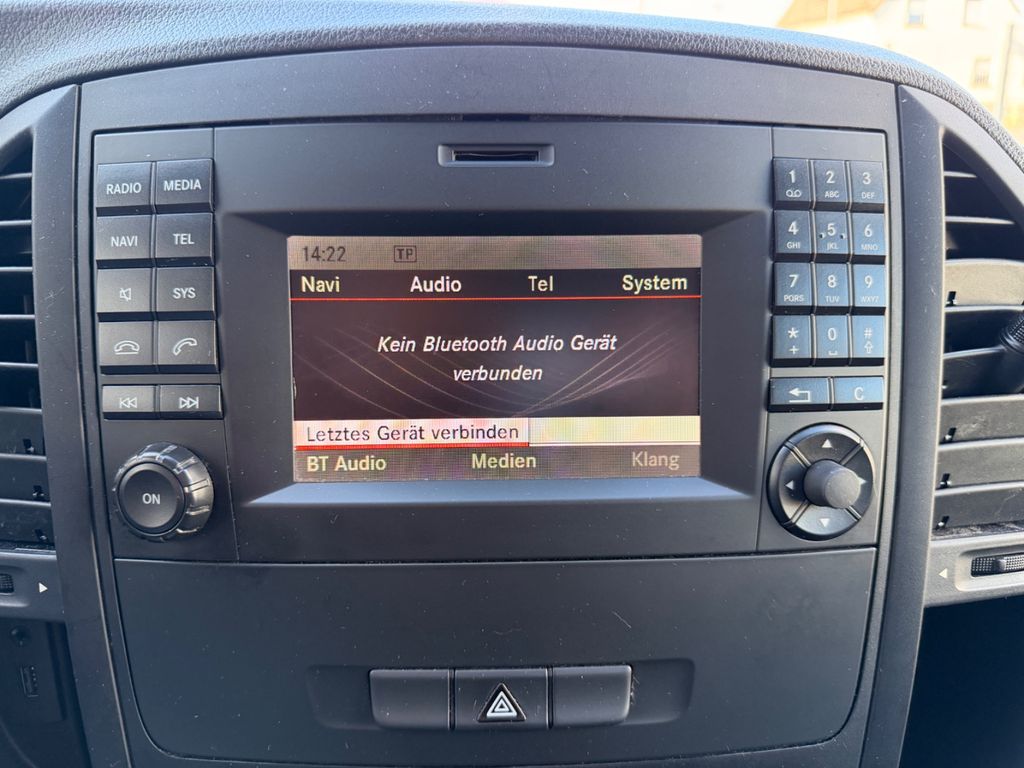 RADIO MEDIA
NAVI TEL
SYS
ON
14:22 TP
Navi Audio Tel System
Kein Bluetooth Audio Gerät
verbunden
Letztes Gerät verbinden
BT Audio Medien Klang
1 2 ABC 3 DEF
4 GHI 5 JKL 6 MNO
7 PQRS 8 TUV 9 WXYZ
* + 0 #
C